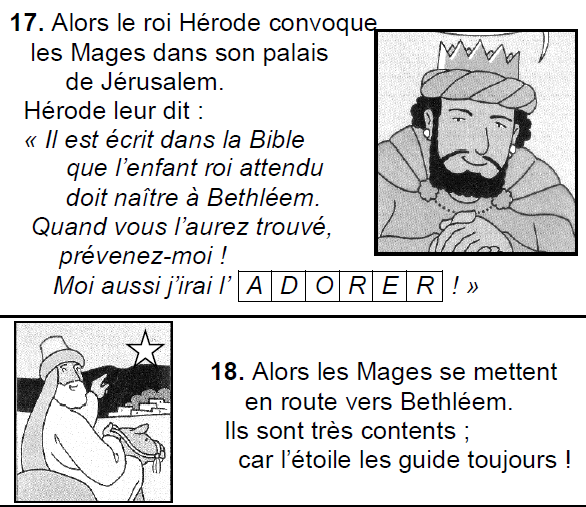 17. Alors le roi Hérode convoque
les Mages dans son palais
de Jérusalem.
Hérode leur dit :
« Il est écrit dans la Bible
que l’enfant roi attendu
doit naître à Bethléem.
Quand vous l’aurez trouvé,
prévenez-moi !
Moi aussi j’irai l’ A D O R E R ! »
18. Alors les Mages se mettent
en route vers Bethléem.
Ils sont très contents ;
car l’étoile les guide toujours !